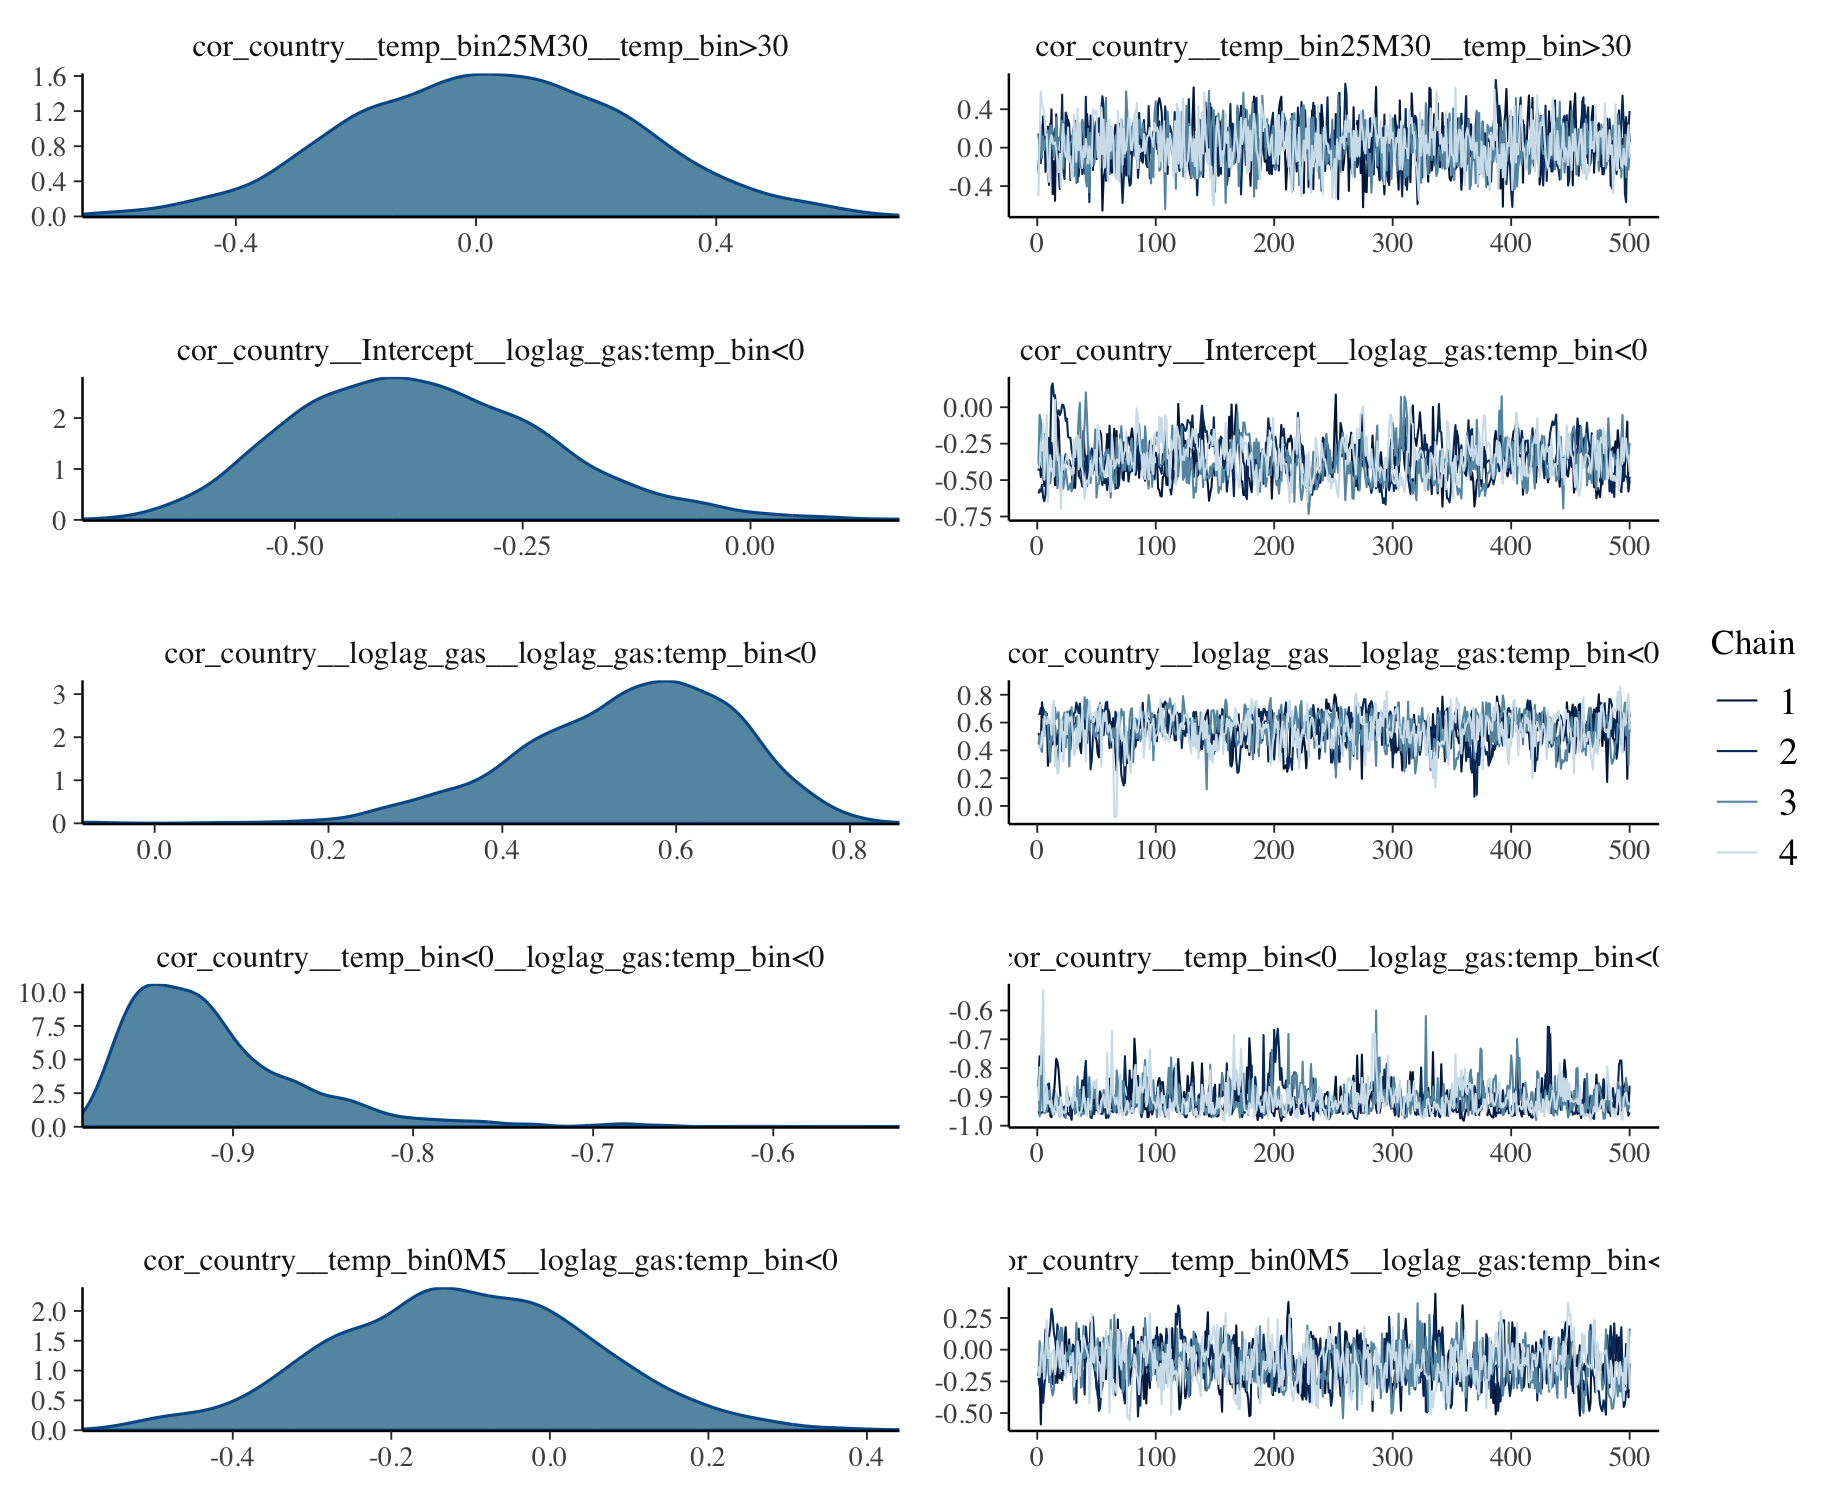 cor_country__temp_bin25M30__temp_bin>30
1.6
1.2
0.8
0.4
0.0
-0.4 0.0 0.4
cor_country__temp_bin25M30__temp_bin>30
0.4
0.0
-0.4
0 100 200 300 400 500
cor_country__Intercept__loglag_gas:temp_bin<0
2
1
0
-0.50 -0.25 0.00
cor_country__Intercept__loglag_gas:temp_bin<0
0.00
-0.25
-0.50
-0.75
0 100 200 300 400 500
cor_country__loglag_gas__loglag_gas:temp_bin<0
3
2
1
0
0.0 0.2 0.4 0.6 0.8
cor_country__loglag_gas__loglag_gas:temp_bin<0
0.8
0.6
0.4
0.2
0.0
0 100 200 300 400 500
cor_country__temp_bin<0__loglag_gas:temp_bin<0
10.0
7.5
5.0
2.5
0.0
-0.9 -0.8 -0.7 -0.6
cor_country__temp_bin<0__loglag_gas:temp_bin<0
-0.6
-0.7
-0.8
-0.9
-1.0
0 100 200 300 400 500
cor_country__temp_bin0M5__loglag_gas:temp_bin<0
2.0
1.5
1.0
0.5
0.0
-0.4 -0.2 0.0 0.2 0.4
or_country__temp_bin0M5__loglag_gas:temp_bin<
0.25
0.00
-0.25
-0.50
0 100 200 300 400 500
Chain
1
2
3
4